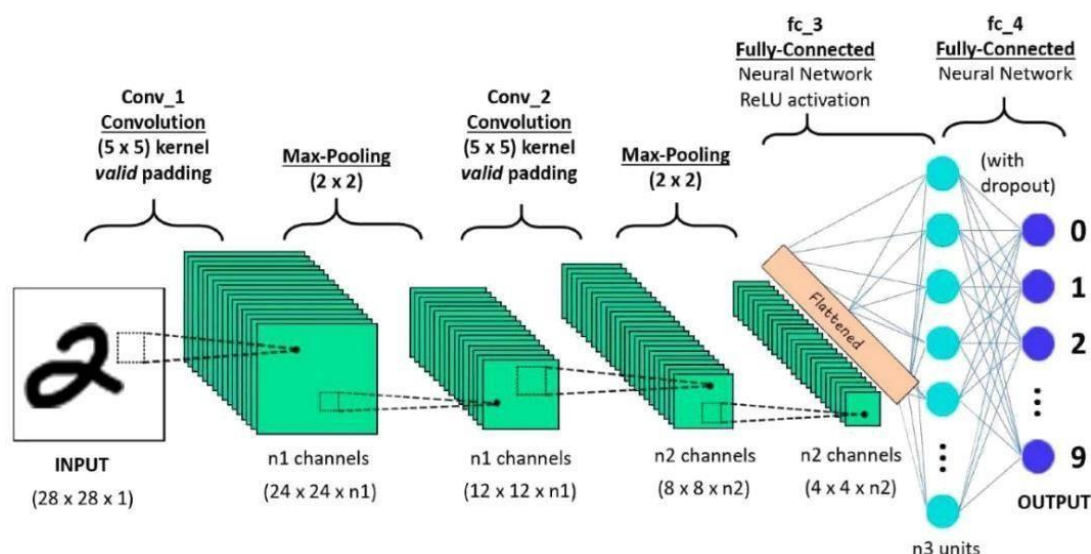 fc_3
Fully-Connected
Neural Network
ReLU activation
fc_4
Fully-Connected
Neural Network
Conv_1
Convolution
(5 x 5) kernel
valid padding
Max-Pooling
(2 x 2)
Conv_2
Convolution
(5 x 5) kernel
valid padding
Max-Pooling
(2 x 2)
(with
dropout)
Flattened
0
1
2
9
INPUT
(28 x 28 x 1)
n1 channels
(24 x 24 x n1)
n1 channels
(12 x 12 x n1)
n2 channels
(8 x 8 x n2)
n2 channels
(4 x 4 x n2)
OUTPUT
n3 units